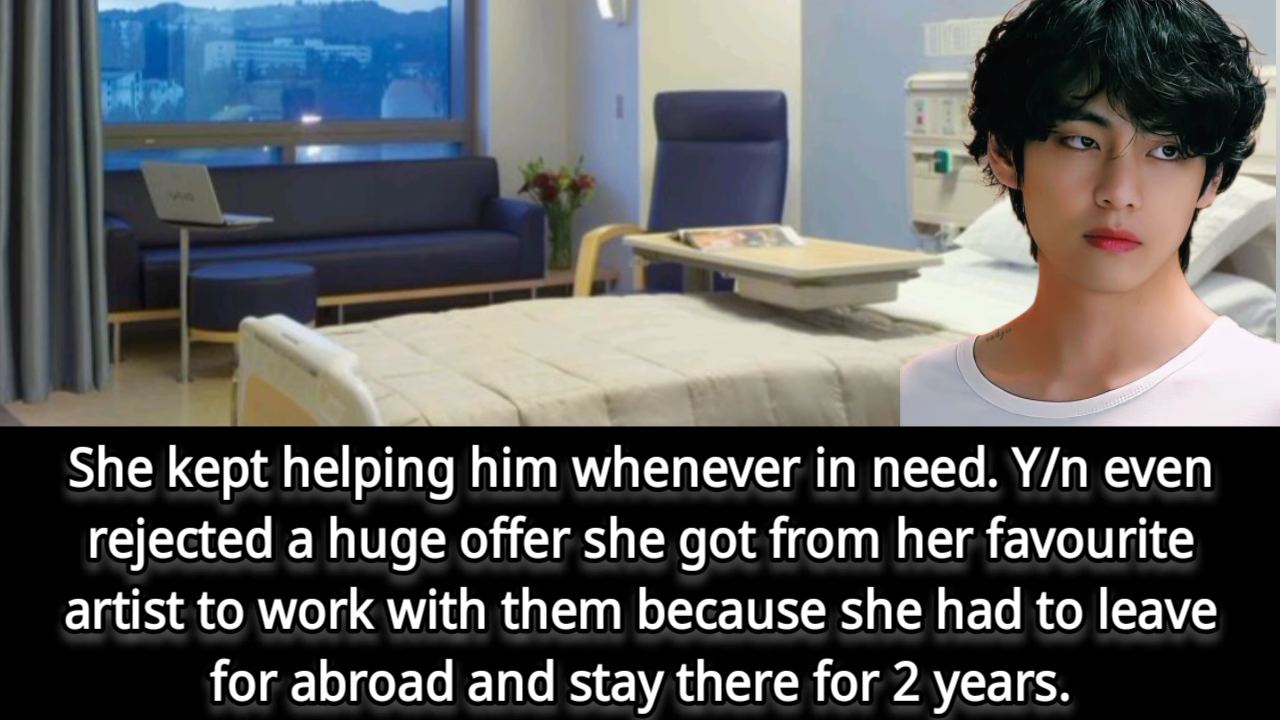 She kept helping him whenever in need. Y/n even
rejected a huge offer she got from her favourite
artist to work with them because she had to leave
for abroad and stay there for 2 years.